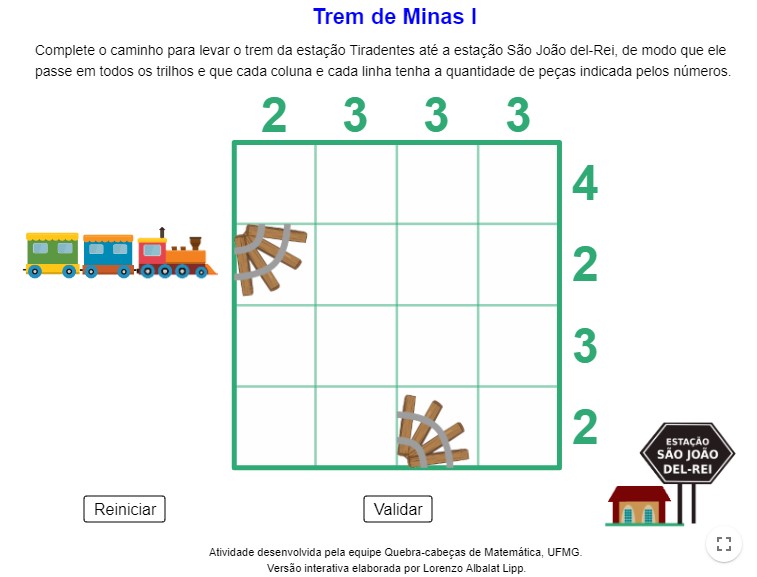 Trem de Minas I
Complete o caminho para levar o trem da estação Tiradentes até a estação São João del-Rei, de modo que ele
passe em todos os trilhos e que cada coluna e cada linha tenha a quantidade de peças indicada pelos números.
2 3 3 3
4
2
3
2
ESTAÇÃO
SÃO JOÃO
DEL-REI
Reiniciar
Validar
Atividade desenvolvida pela equipe Quebra-cabeças de Matemática, UFMG.
Versão interativa elaborada por Lorenzo Albalat Lipp.